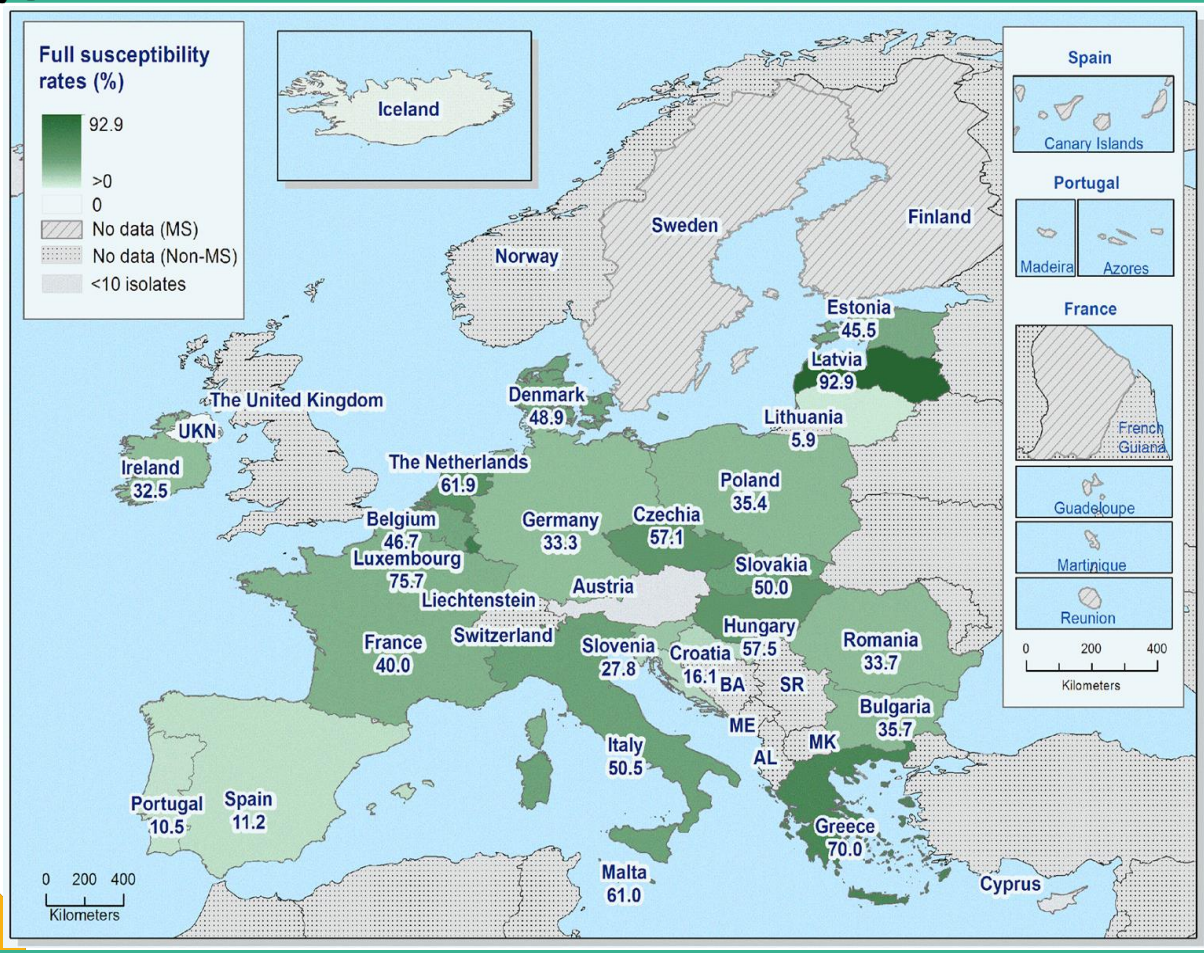 Full susceptibility
rates (%)
92.9
>0
0
No data (MS)
No data (Non-MS)
<10 isolates
Iceland
Spain
Canary Islands
Portugal
Madeira
Azores
France
French
Guiana
Guadeloupe
Martinique
Reunion
0 200 400
Kilometers
Sweden
Finland
Norway
Estonia
45.5
Latvia
92.9
Denmark
48.9
Lithuania
5.9
The United Kingdom
UKN
Ireland
32.5
The Netherlands
61.9
Poland
35.4
Belgium
46.7
Germany
33.3
Czechia
57.1
Luxembourg
75.7
Slovakia
50.0
Austria
Liechtenstein
Switzerland
Hungary
57.5
France
40.0
Slovenia
27.8
Croatia
16.1
Romania
33.7
BA
SR
Bulgaria
35.7
ME
MK
AL
Italy
50.5
Portugal
10.5
Spain
11.2
Greece
70.0
Malta
61.0
Cyprus
0 200 400
Kilometers